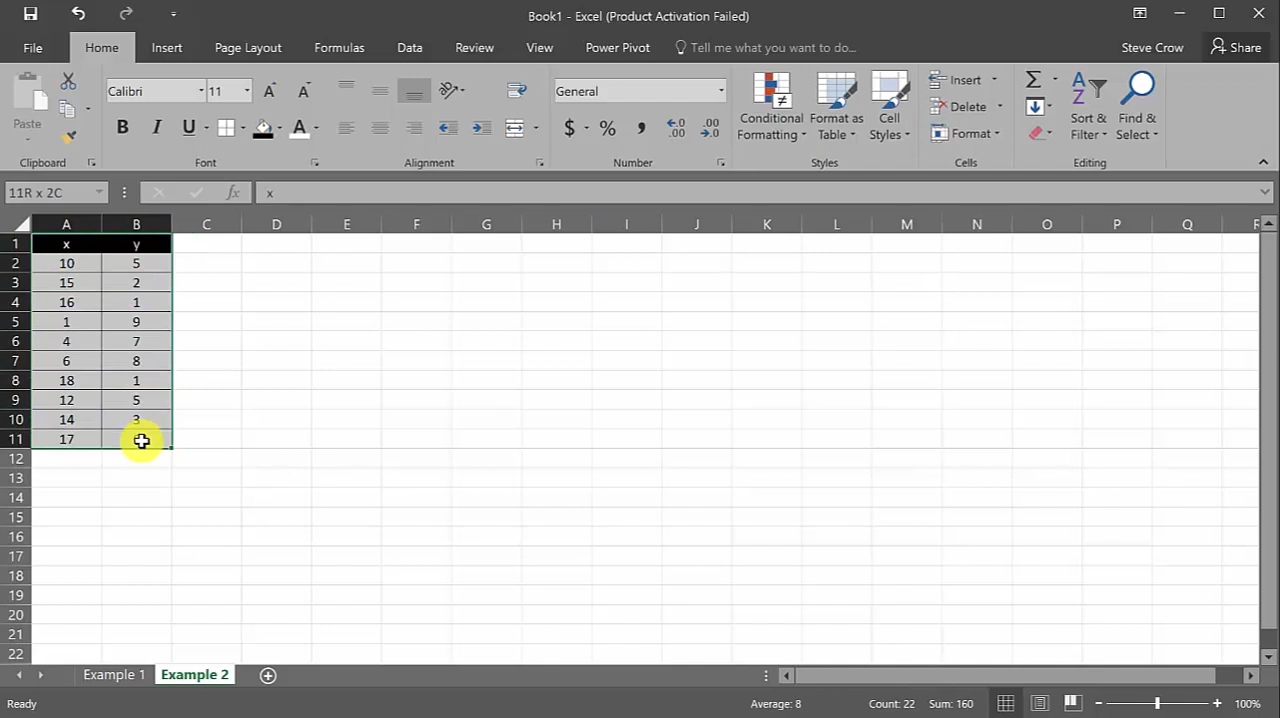 Book1 - Excel (Product Activation Failed)
File Home Insert Page Layout Formulas Data Review View Power Pivot Tell me what you want to do... Steve Crow Share
Paste
Calibri 11
B I U A
General
$ % , .00 .0
Conditional Formatting
Format as Table
Cell Styles
Insert
Delete
Format
Sort & Filter
Find & Select
Clipboard Font Alignment Number Styles Cells Editing
11R x 2C fx x
A B C D E F G H I J K L M N O P Q R
1 x y
2 10 5
3 15 2
4 16 1
5 1 9
6 4 7
7 6 8
8 18 1
9 12 5
10 14 3
11 17
12
13
14
15
16
17
18
19
20
21
22
Example 1 Example 2
Ready Average: 8 Count: 22 Sum: 160 100%